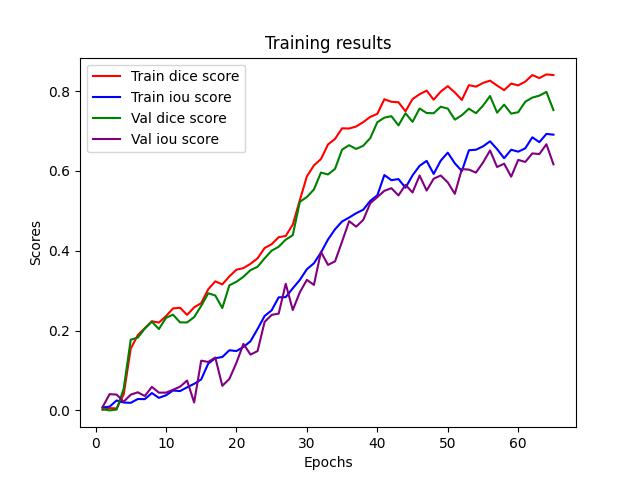 Training results
Train dice score
Train iou score
Val dice score
Val iou score
Scores
0.8
0.6
0.4
0.2
0.0
0 10 20 30 40 50 60
Epochs